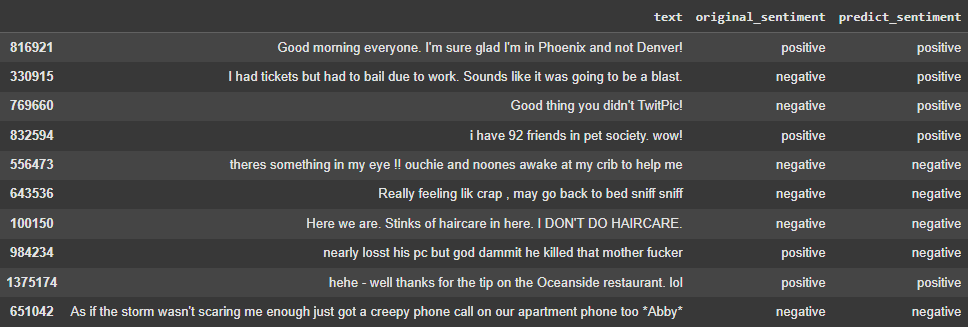 text original_sentiment predict_sentiment
816921 Good morning everyone. I'm sure glad I'm in Phoenix and not Denver! positive positive
330915 I had tickets but had to bail due to work. Sounds like it was going to be a blast. negative positive
769660 Good thing you didn't TwitPic! negative positive
832594 i have 92 friends in pet society. wow! positive positive
556473 theres something in my eye !! ouchie and noones awake at my crib to help me negative negative
643536 Really feeling lik crap , may go back to bed sniff sniff negative negative
100150 Here we are. Stinks of haircare in here. I DON'T DO HAIRCARE. negative negative
984234 nearly losst his pc but god dammit he killed that mother fucker positive negative
1375174 hehe - well thanks for the tip on the Oceanside restaurant. lol positive positive
651042 As if the storm wasn't scaring me enough just got a creepy phone call on our apartment phone too *Abby* negative negative